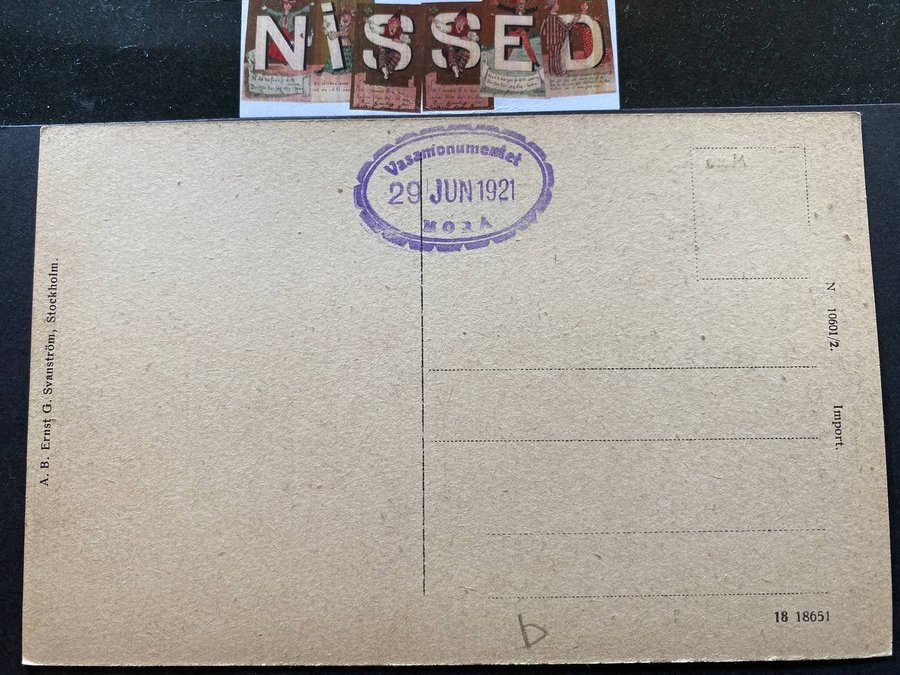 NiSSED
Vasamonumentet
29 JUN 1921
MORA
A. B. Ernst G. Svanström, Stockholm.
N · 10601/2. Import.
18 18651
b